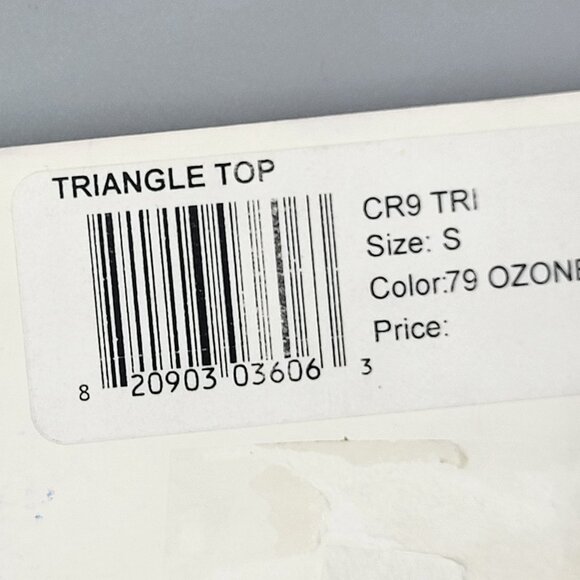 TRIANGLE TOP
CR9 TRI
Size: S
Color:79 OZONE
Price:
8 20903 03606 3